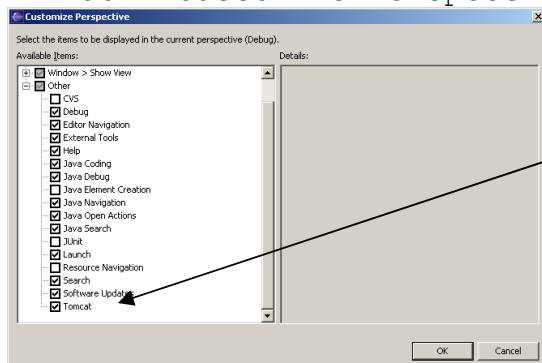 Customize Perspective
Select the items to be displayed in the current perspective (Debug).
Available Items:
Details:
Window > Show View
Other
CVS
Debug
Editor Navigation
External Tools
Help
Java Coding
Java Debug
Java Element Creation
Java Navigation
Java Open Actions
Java Search
JUnit
Launch
Resource Navigation
Search
Software Updates
Tomcat
OK
Cancel